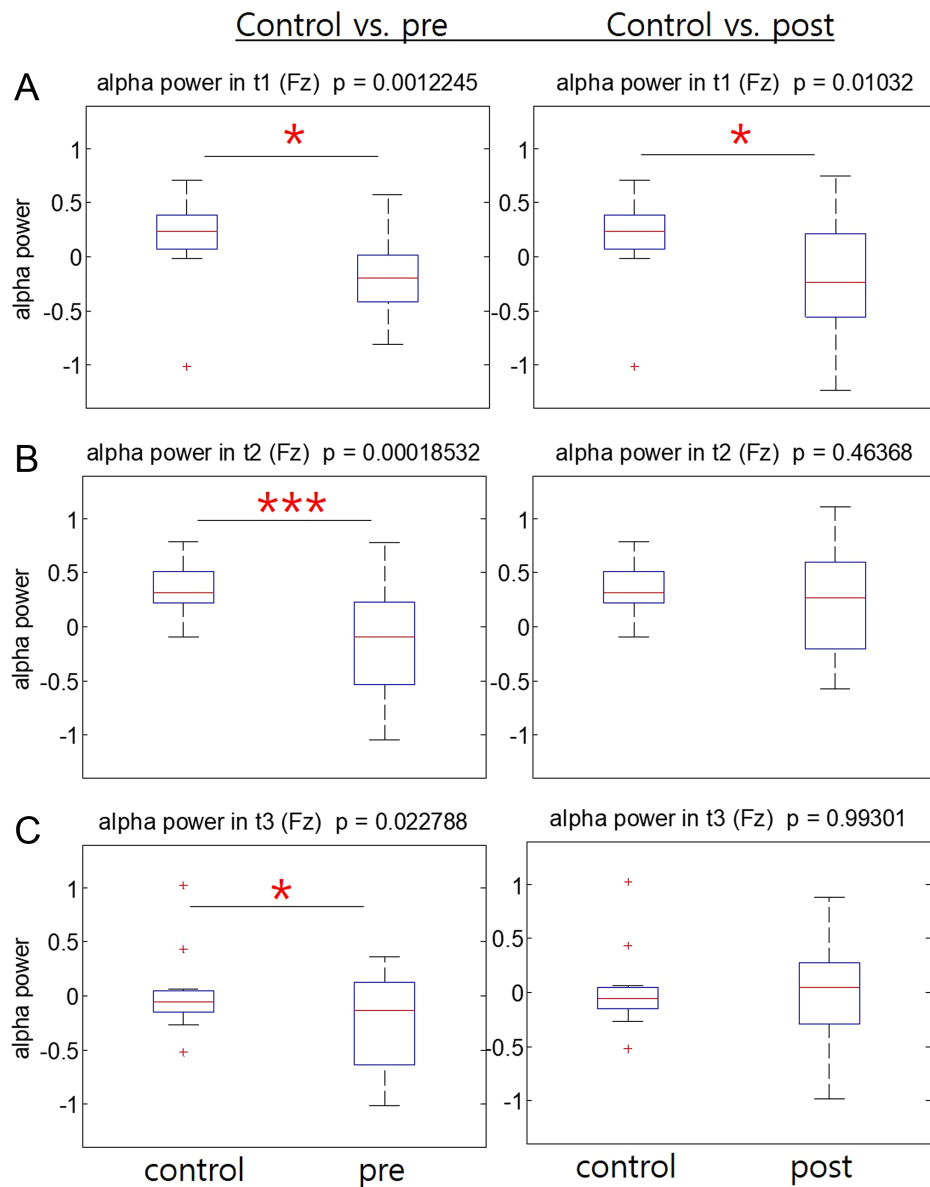 Control vs. pre
Control vs. post
A
alpha power in t1 (Fz) p = 0.0012245
alpha power in t1 (Fz) p = 0.01032
*
*
alpha power
1
0.5
0
-0.5
-1
1
0.5
0
-0.5
-1
B
alpha power in t2 (Fz) p = 0.00018532
alpha power in t2 (Fz) p = 0.46368
***
alpha power
1
0.5
0
-0.5
-1
1
0.5
0
-0.5
-1
C
alpha power in t3 (Fz) p = 0.022788
alpha power in t3 (Fz) p = 0.99301
*
alpha power
1
0.5
0
-0.5
-1
1
0.5
0
-0.5
-1
control
pre
control
post